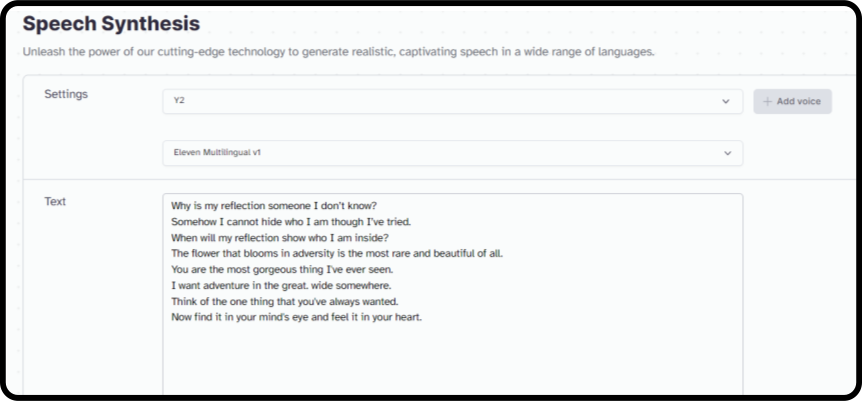 Speech Synthesis
Unleash the power of our cutting-edge technology to generate realistic, captivating speech in a wide range of languages.
Settings
Y2
+ Add voice
Eleven Multilingual v1
Text
Why is my reflection someone I don't know?
Somehow I cannot hide who I am though I've tried.
When will my reflection show who I am inside?
The flower that blooms in adversity is the most rare and beautiful of all.
You are the most gorgeous thing I've ever seen.
I want adventure in the great. wide somewhere.
Think of the one thing that you've always wanted.
Now find it in your mind's eye and feel it in your heart.